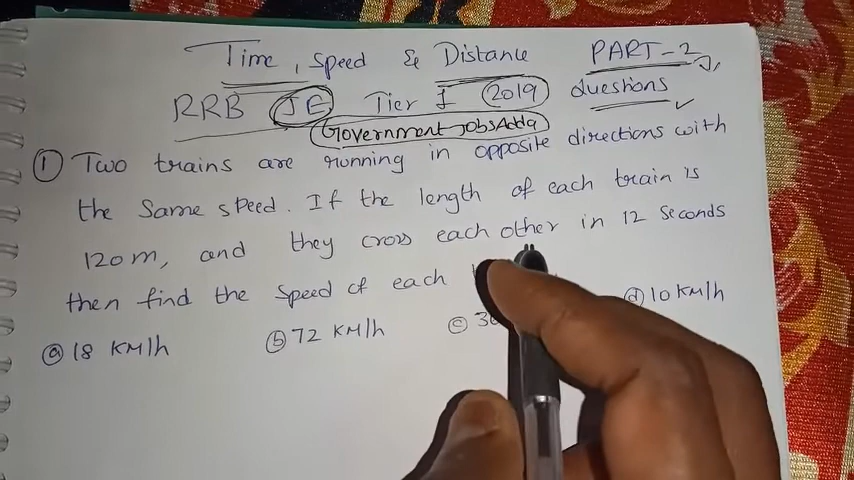 Time, Speed & Distance PART-2
RRB JE Tier I 2019 questions
Government JobsAdda
① Two trains are running in opposite directions with
the same speed. If the length of each train is
120m, and they cross each other in 12 seconds
then find the speed of each
ⓐ 18 KM/h ⓑ 72 KM/h ⓒ ⓓ 10 KM/h